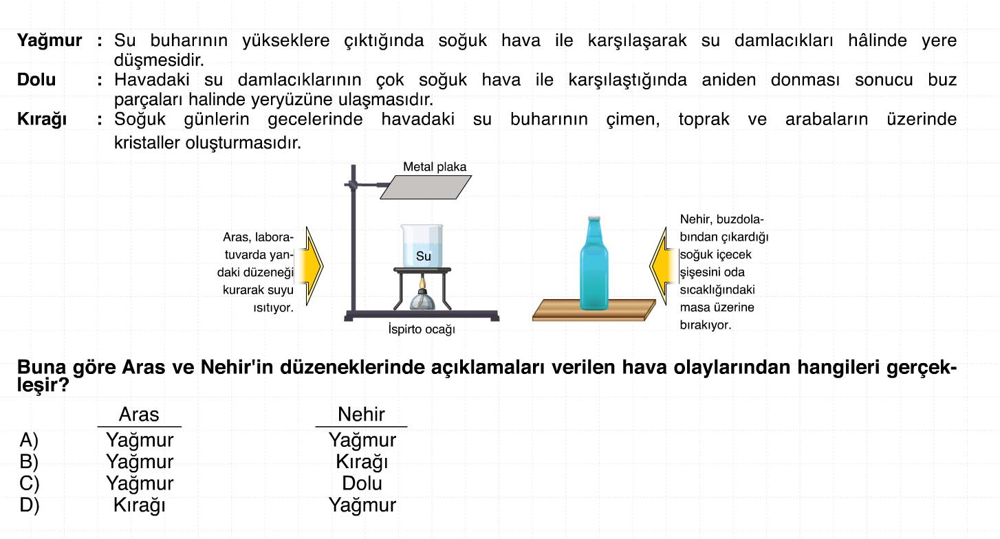 Yağmur : Su buharının yükseklere çıktığında soğuk hava ile karşılaşarak su damlacıkları hâlinde yere
düşmesidir.
Dolu : Havadaki su damlacıklarının çok soğuk hava ile karşılaştığında aniden donması sonucu buz
parçaları halinde yeryüzüne ulaşmasıdır.
Kırağı : Soğuk günlerin gecelerinde havadaki su buharının çimen, toprak ve arabaların üzerinde
kristaller oluşturmasıdır.
Metal plaka
Aras, labora-
tuvarda yan-
daki düzeneği
kurarak suyu
ısıtıyor.
Su
İspirto ocağı
Nehir, buzdola-
bından çıkardığı
soğuk içecek
şişesini oda
sıcaklığındaki
masa üzerine
bırakıyor.
Buna göre Aras ve Nehir'in düzeneklerinde açıklamaları verilen hava olaylarından hangileri gerçek-
leşir?
Aras Nehir
A) Yağmur Yağmur
B) Yağmur Kırağı
C) Yağmur Dolu
D) Kırağı Yağmur